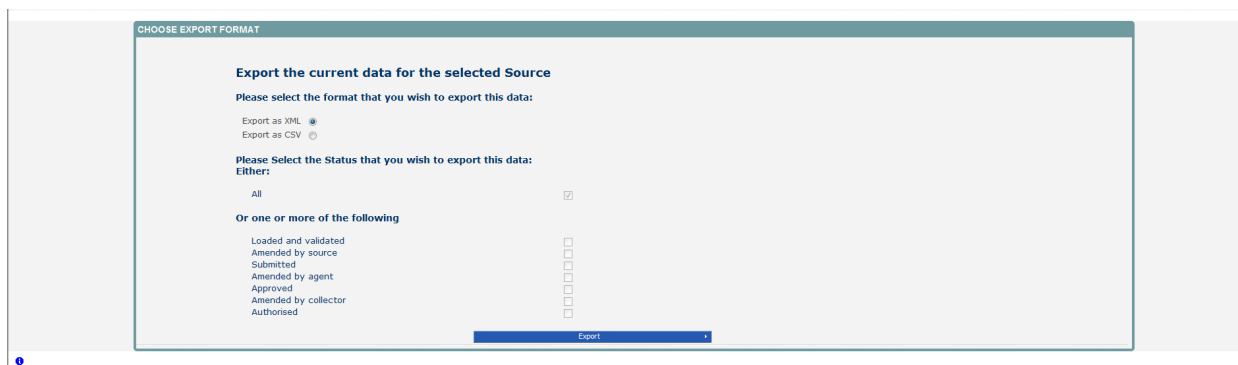 CHOOSE EXPORT FORMAT
Export the current data for the selected Source
Please select the format that you wish to export this data:
Export as XML
Export as CSV
Please Select the Status that you wish to export this data:
Either:
All
Or one or more of the following
Loaded and validated
Amended by source
Submitted
Amended by agent
Approved
Amended by collector
Authorised
Export